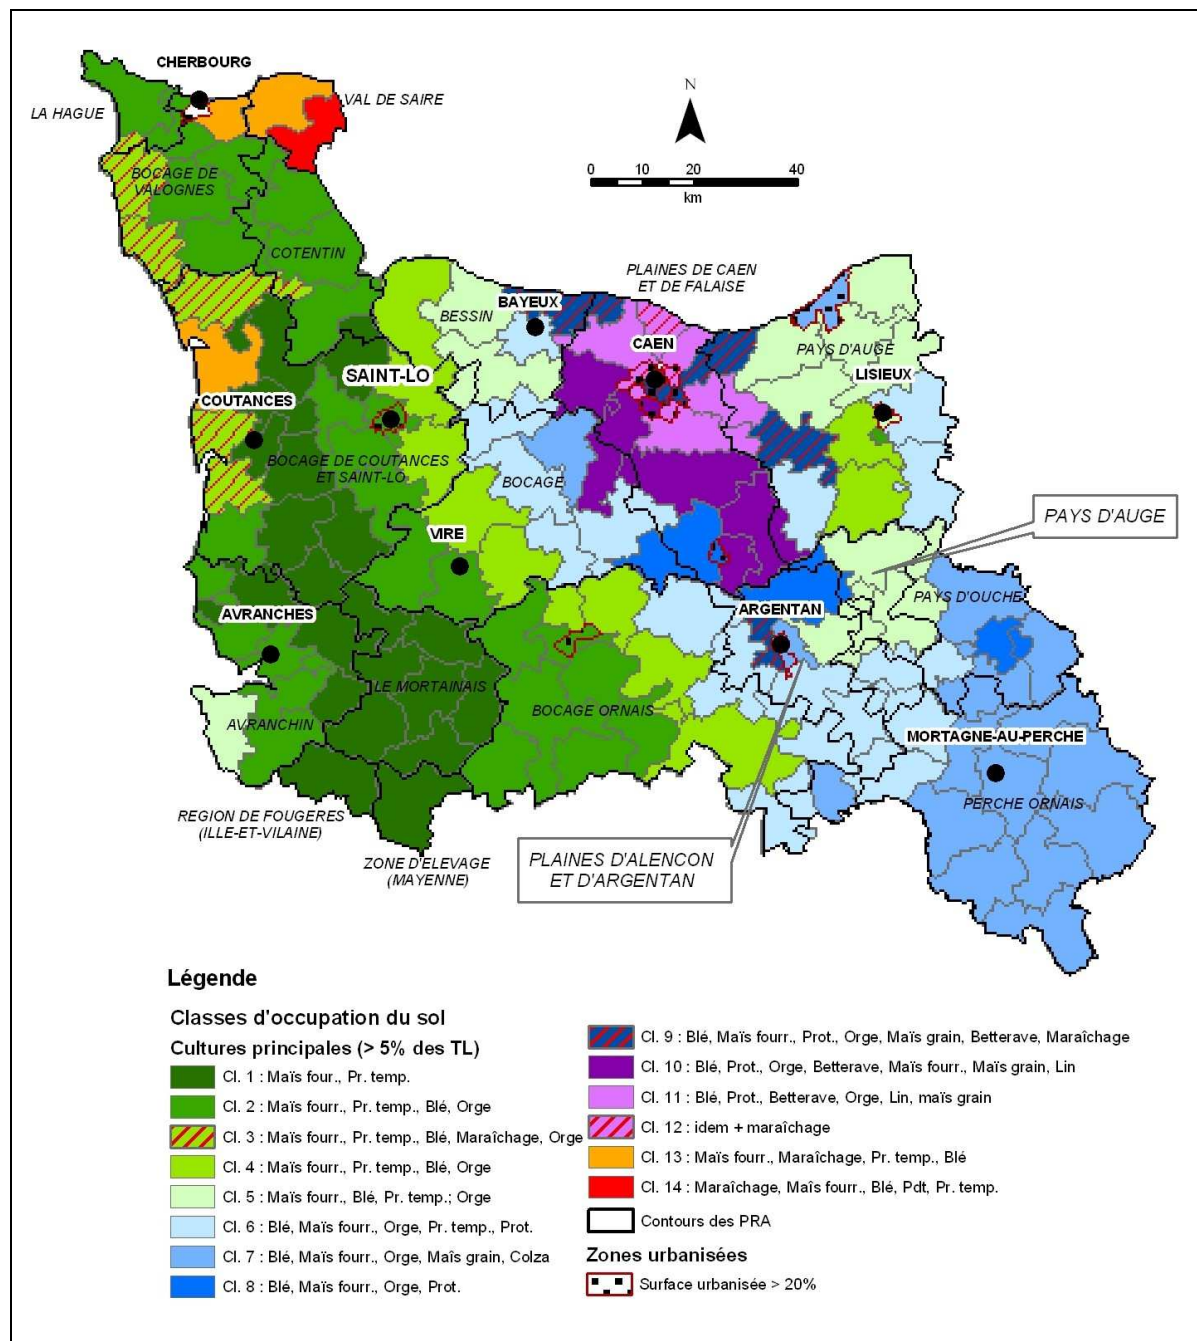 CHERBOURG
LA HAGUE
VAL DE SAIRE
N
0 10 20 40
km
BOCAGE DE
VALOGNES
COTENTIN
PLAINES DE CAEN
ET DE FALAISE
BESSIN
BAYEUX
CAEN
PAYS D'AUGE
LISIEUX
SAINT-LO
COUTANCES
BOCAGE DE COUTANCES
ET SAINT-LO
BOCAGE
VIRE
PAYS D'AUGE
PAYS D'OUCHE
AVRANCHES
ARGENTAN
LE MORTAINAIS
BOCAGE ORNAIS
AVRANCHIN
MORTAGNE-AU-PERCHE
PERCHE ORNAIS
REGION DE FOUGERES
(ILLE-ET-VILAINE)
ZONE D'ELEVAGE
(MAYENNE)
PLAINES D'ALENCON
ET D'ARGENTAN
Légende
Classes d'occupation du sol
Cultures principales (> 5% des TL)
Cl. 1 : Maïs four., Pr. temp.
Cl. 2 : Maïs fourr., Pr. temp., Blé, Orge
Cl. 3 : Maïs fourr., Pr. temp., Blé, Maraîchage, Orge
Cl. 4 : Maïs fourr., Pr. temp., Blé, Orge
Cl. 5 : Maïs fourr., Blé, Pr. temp.; Orge
Cl. 6 : Blé, Maïs fourr., Orge, Pr. temp., Prot.
Cl. 7 : Blé, Maïs fourr., Orge, Maîs grain, Colza
Cl. 8 : Blé, Maïs fourr., Orge, Prot.
Cl. 9 : Blé, Maïs fourr., Prot., Orge, Maïs grain, Betterave, Maraîchage
Cl. 10 : Blé, Prot., Orge, Betterave, Maïs fourr., Maïs grain, Lin
Cl. 11 : Blé, Prot., Betterave, Orge, Lin, maïs grain
Cl. 12 : idem + maraîchage
Cl. 13 : Maïs fourr., Maraîchage, Pr. temp., Blé
Cl. 14 : Maraîchage, Maîs fourr., Blé, Pdt, Pr. temp.
Contours des PRA
Zones urbanisées
Surface urbanisée > 20%